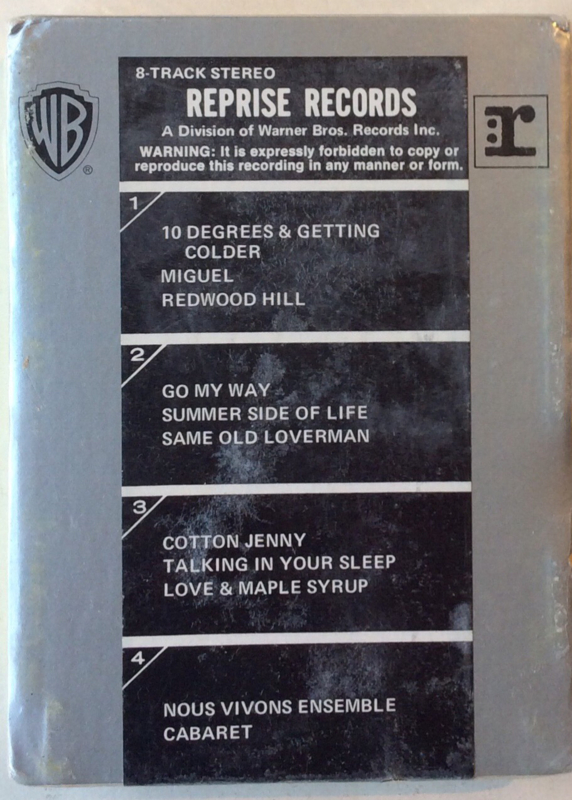 8-TRACK STEREO
REPRISE RECORDS
A Division of Warner Bros. Records Inc.
WARNING: It is expressly forbidden to copy or
reproduce this recording in any manner or form.
WB
®
r
1
10 DEGREES & GETTING
COLDER
MIGUEL
REDWOOD HILL
2
GO MY WAY
SUMMER SIDE OF LIFE
SAME OLD LOVERMAN
3
COTTON JENNY
TALKING IN YOUR SLEEP
LOVE & MAPLE SYRUP
4
NOUS VIVONS ENSEMBLE
CABARET